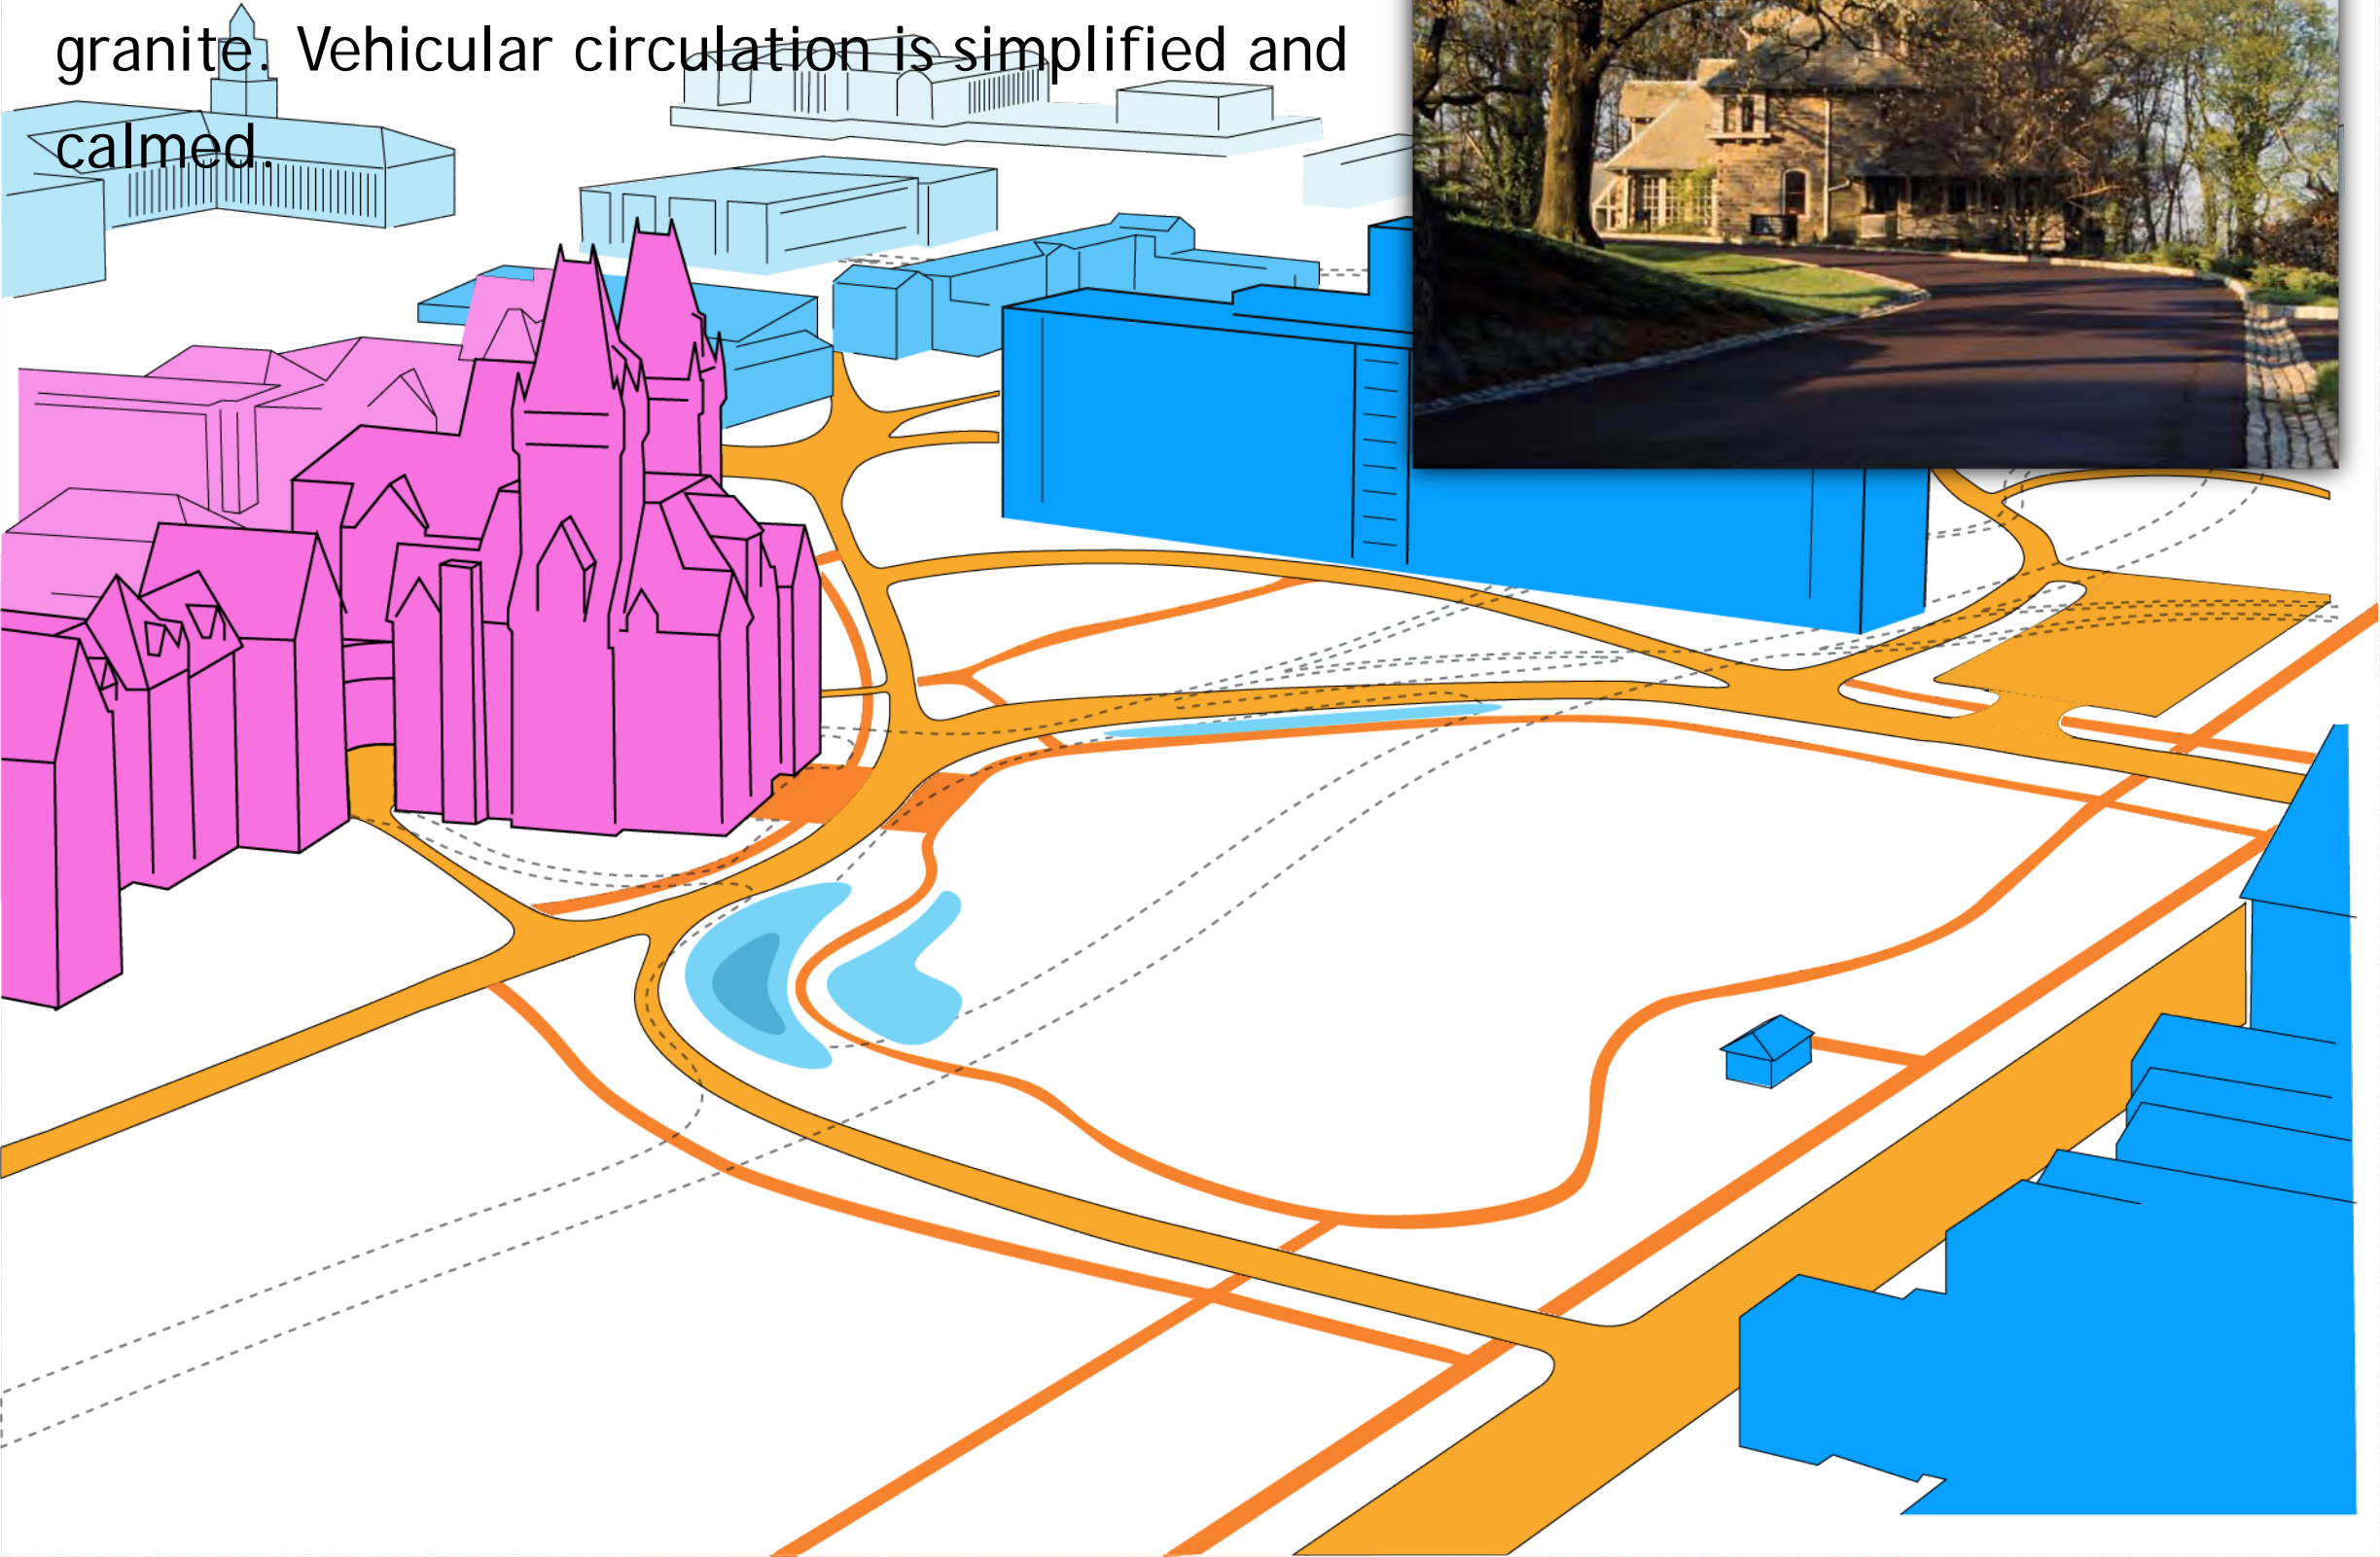 granite. Vehicular circulation is simplified and
calmed.